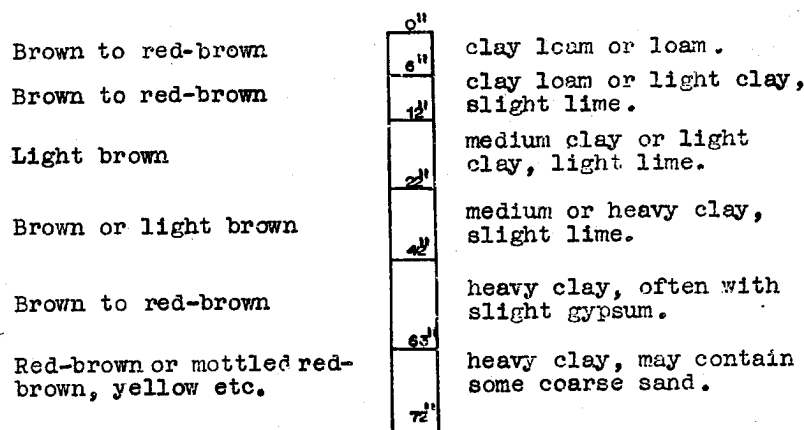 0"
Brown to red-brown clay loam or loam.
6"
Brown to red-brown clay loam or light clay,
slight lime.
12"
Light brown medium clay or light
clay, light lime.
22"
Brown or light brown medium or heavy clay,
slight lime.
42"
Brown to red-brown heavy clay, often with
slight gypsum.
63"
Red-brown or mottled red- heavy clay, may contain
brown, yellow etc. some coarse sand.
72"